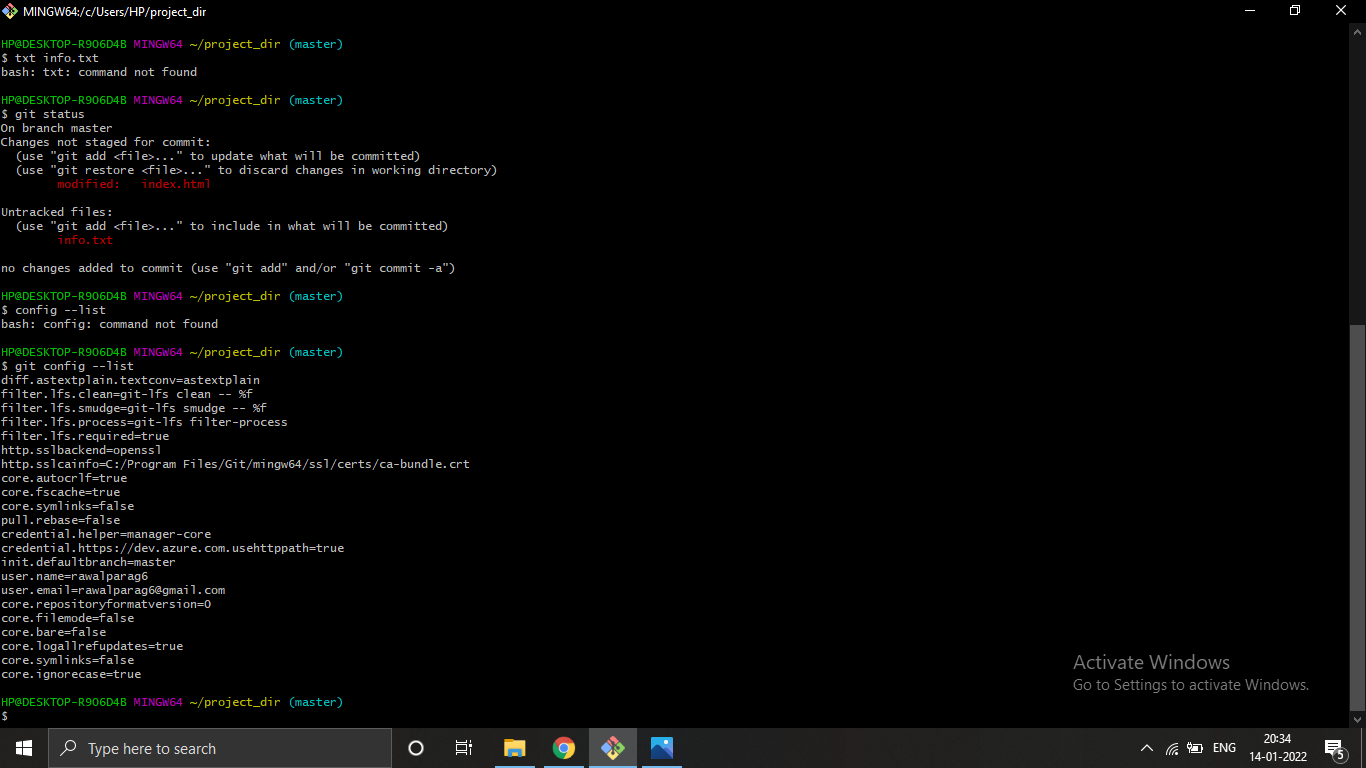 MINGW64:/c/Users/HP/project_dir
HP@DESKTOP-R9O6D4B MINGW64 ~/project_dir (master)
$ txt info.txt
bash: txt: command not found
HP@DESKTOP-R9O6D4B MINGW64 ~/project_dir (master)
$ git status
On branch master
Changes not staged for commit:
  (use "git add <file>..." to update what will be committed)
  (use "git restore <file>..." to discard changes in working directory)
        modified:   index.html
Untracked files:
  (use "git add <file>..." to include in what will be committed)
        info.txt
no changes added to commit (use "git add" and/or "git commit -a")
HP@DESKTOP-R9O6D4B MINGW64 ~/project_dir (master)
$ config --list
bash: config: command not found
HP@DESKTOP-R9O6D4B MINGW64 ~/project_dir (master)
$ git config --list
diff.astextplain.textconv=astextplain
filter.lfs.clean=git-lfs clean -- %f
filter.lfs.smudge=git-lfs smudge -- %f
filter.lfs.process=git-lfs filter-process
filter.lfs.required=true
http.sslbackend=openssl
http.sslcainfo=C:/Program Files/Git/mingw64/ssl/certs/ca-bundle.crt
core.autocrlf=true
core.fscache=true
core.symlinks=false
pull.rebase=false
credential.helper=manager-core
credential.https://dev.azure.com.usehttppath=true
init.defaultbranch=master
user.name=rawalparag6
user.email=rawalparag6@gmail.com
core.repositoryformatversion=0
core.filemode=false
core.bare=false
core.logallrefupdates=true
core.symlinks=false
core.ignorecase=true
HP@DESKTOP-R9O6D4B MINGW64 ~/project_dir (master)
$
Activate Windows
Go to Settings to activate Windows.
Type here to search
ENG
20:34
14-01-2022
5